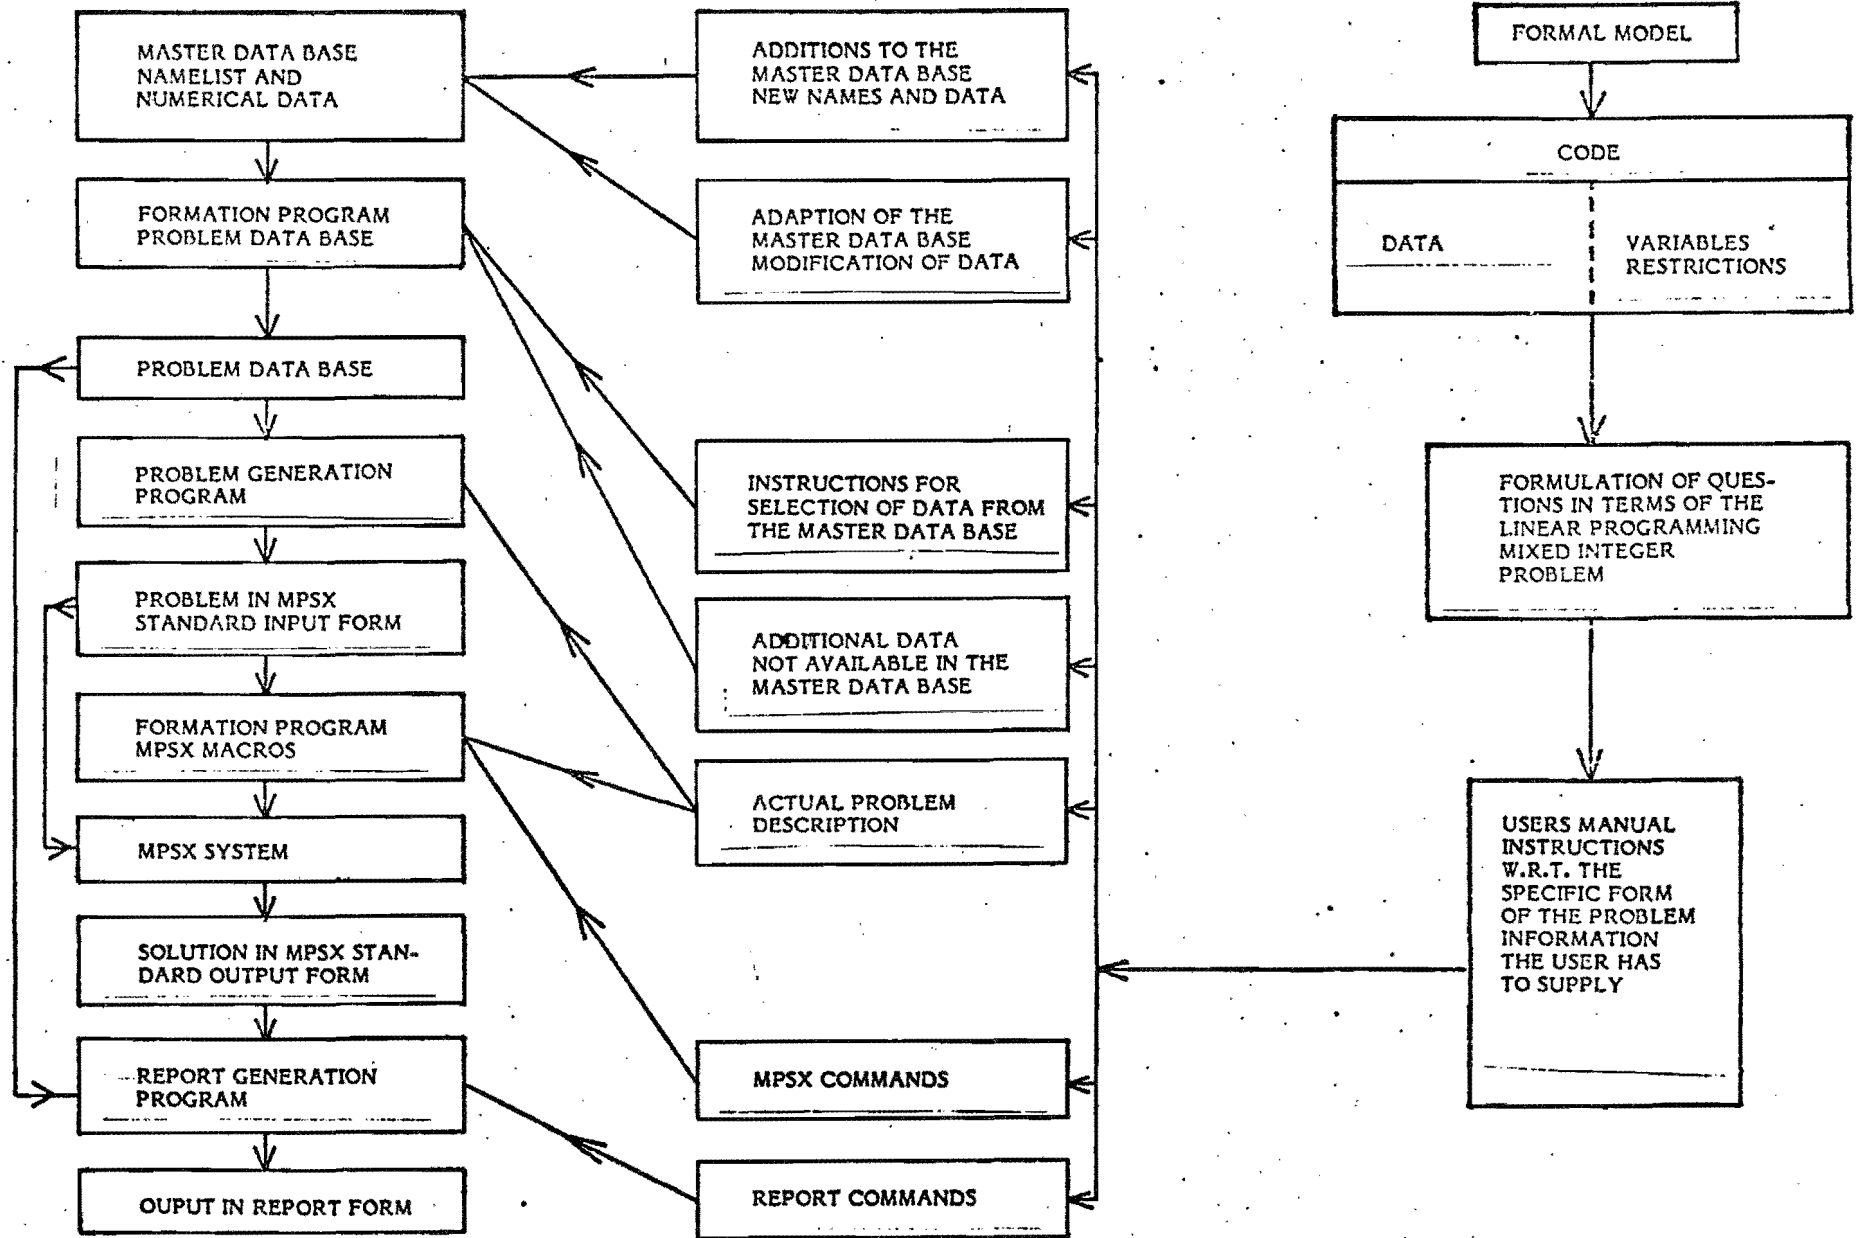 MASTER DATA BASE
NAMELIST AND
NUMERICAL DATA
FORMATION PROGRAM
PROBLEM DATA BASE
PROBLEM DATA BASE
PROBLEM GENERATION
PROGRAM
PROBLEM IN MPSX
STANDARD INPUT FORM
FORMATION PROGRAM
MPSX MACROS
MPSX SYSTEM
SOLUTION IN MPSX STAN-
DARD OUTPUT FORM
REPORT GENERATION
PROGRAM
OUPUT IN REPORT FORM
ADDITIONS TO THE
MASTER DATA BASE
NEW NAMES AND DATA
ADAPTION OF THE
MASTER DATA BASE
MODIFICATION OF DATA
INSTRUCTIONS FOR
SELECTION OF DATA FROM
THE MASTER DATA BASE
ADDITIONAL DATA
NOT AVAILABLE IN THE
MASTER DATA BASE
ACTUAL PROBLEM
DESCRIPTION
MPSX COMMANDS
REPORT COMMANDS
FORMAL MODEL
CODE
DATA
VARIABLES
RESTRICTIONS
FORMULATION OF QUES-
TIONS IN TERMS OF THE
LINEAR PROGRAMMING
MIXED INTEGER
PROBLEM
USERS MANUAL
INSTRUCTIONS
W.R.T. THE
SPECIFIC FORM
OF THE PROBLEM
INFORMATION
THE USER HAS
TO SUPPLY